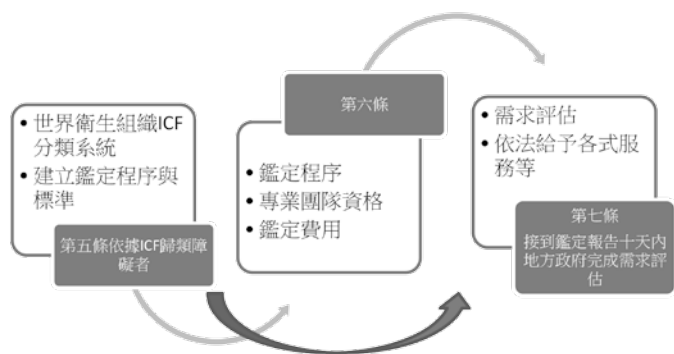 • 世界衛生組織ICF
分類系統
• 建立鑑定程序與
標準
第五條依據ICF歸類障
礙者
第六條
• 鑑定程序
• 專業團隊資格
• 鑑定費用
• 需求評估
• 依法給予各式服
務等
第七條
接到鑑定報告十天內
地方政府完成需求評
估